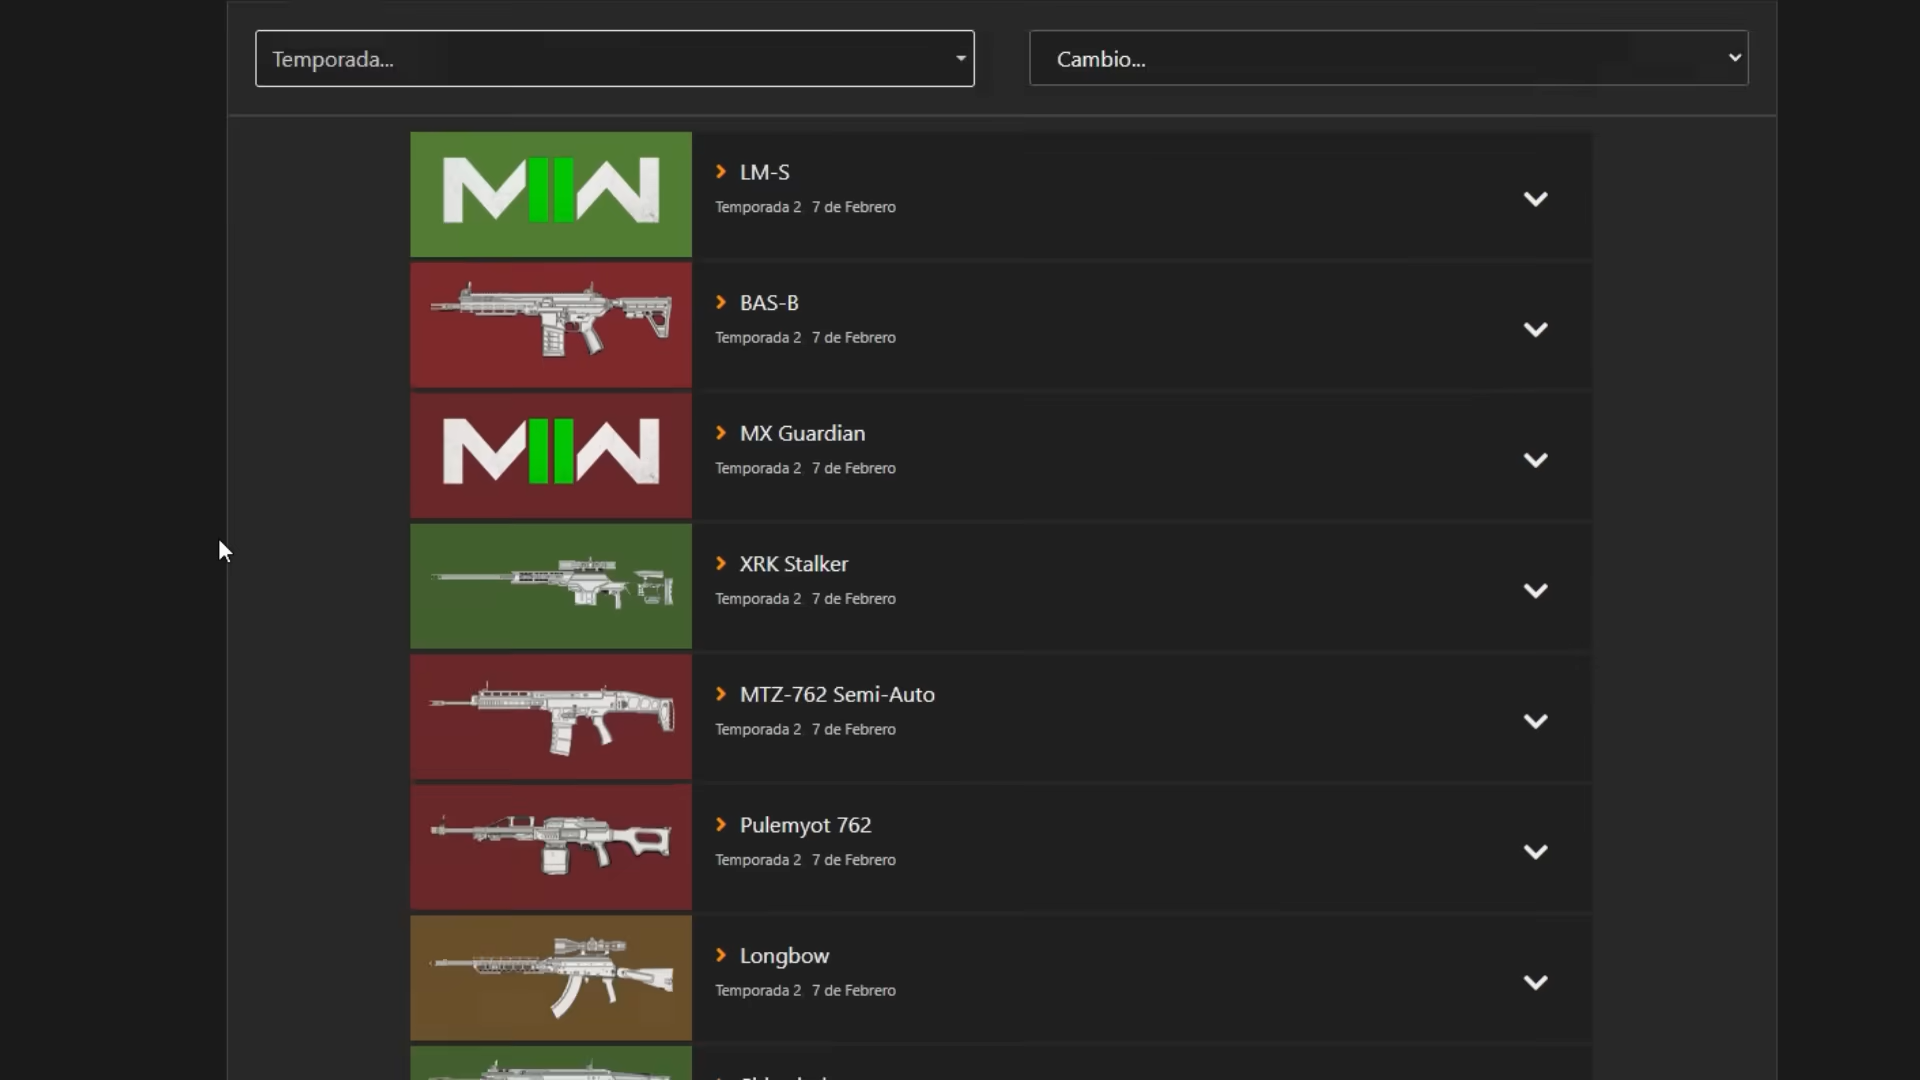 Temporada...
Cambio...
MIIW
LM-S
Temporada 2 7 de Febrero
BAS-B
Temporada 2 7 de Febrero
MIIW
MX Guardian
Temporada 2 7 de Febrero
XRK Stalker
Temporada 2 7 de Febrero
MTZ-762 Semi-Auto
Temporada 2 7 de Febrero
Pulemyot 762
Temporada 2 7 de Febrero
Longbow
Temporada 2 7 de Febrero